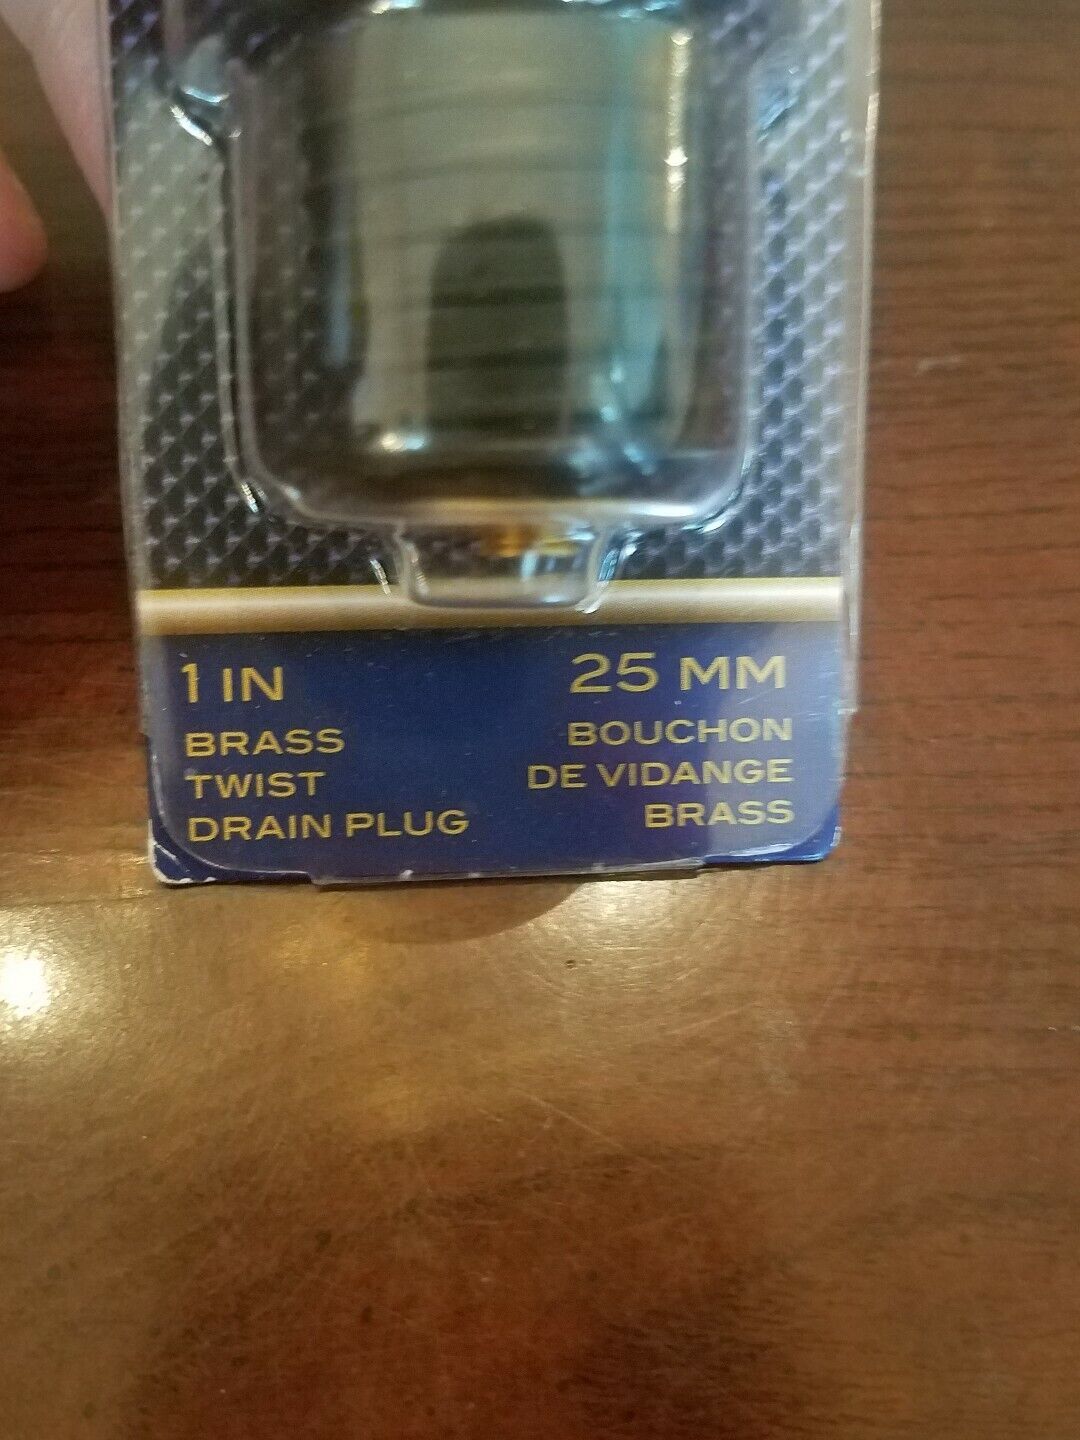 1 IN
BRASS
TWIST
DRAIN PLUG
25 MM
BOUCHON
DE VIDANGE
BRASS